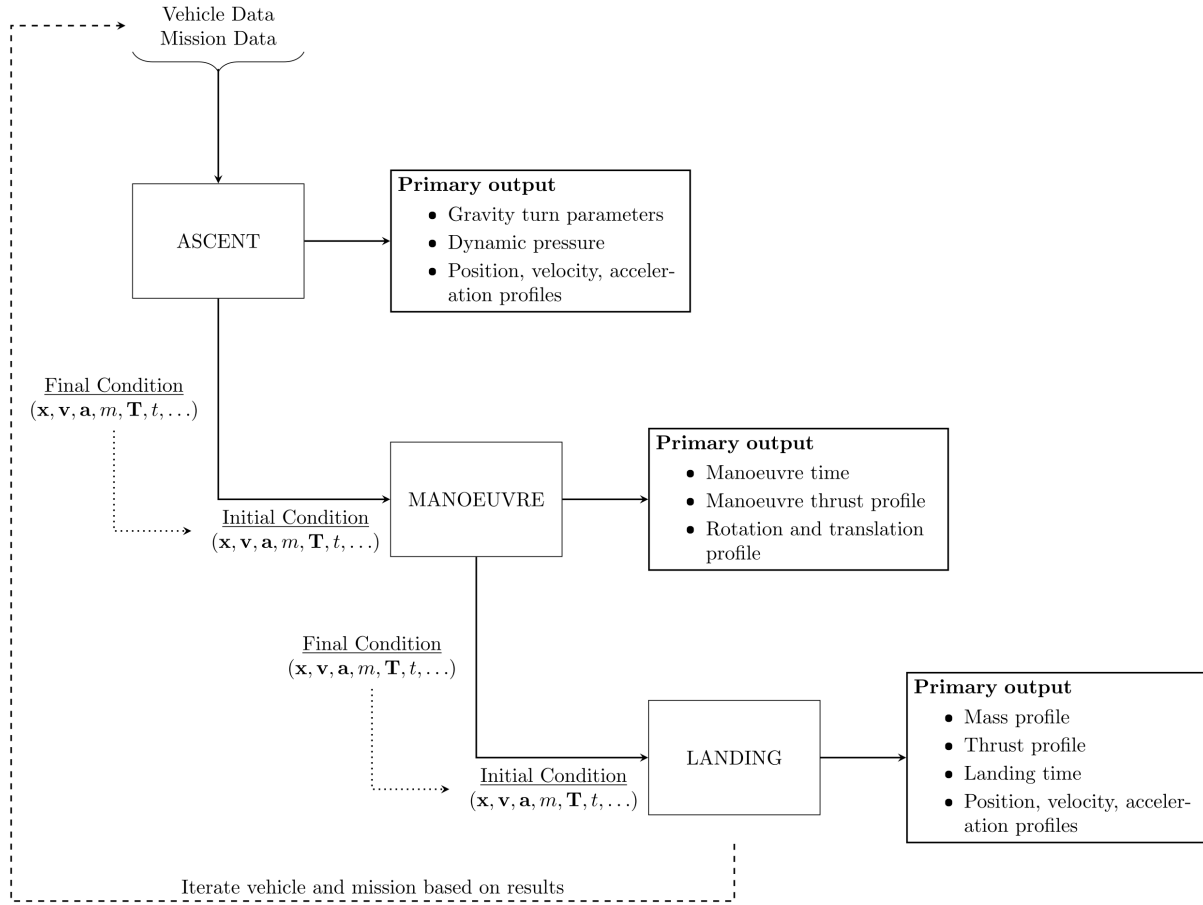 Vehicle Data
Mission Data
ASCENT
Primary output
• Gravity turn parameters
• Dynamic pressure
• Position, velocity, acceler-
ation profiles
Final Condition
(x, v, a, m, T, t, . . .)
Initial Condition
(x, v, a, m, T, t, . . .)
MANOEUVRE
Primary output
• Manoeuvre time
• Manoeuvre thrust profile
• Rotation and translation
profile
Final Condition
(x, v, a, m, T, t, . . .)
Initial Condition
(x, v, a, m, T, t, . . .)
LANDING
Primary output
• Mass profile
• Thrust profile
• Landing time
• Position, velocity, acceler-
ation profiles
Iterate vehicle and mission based on results